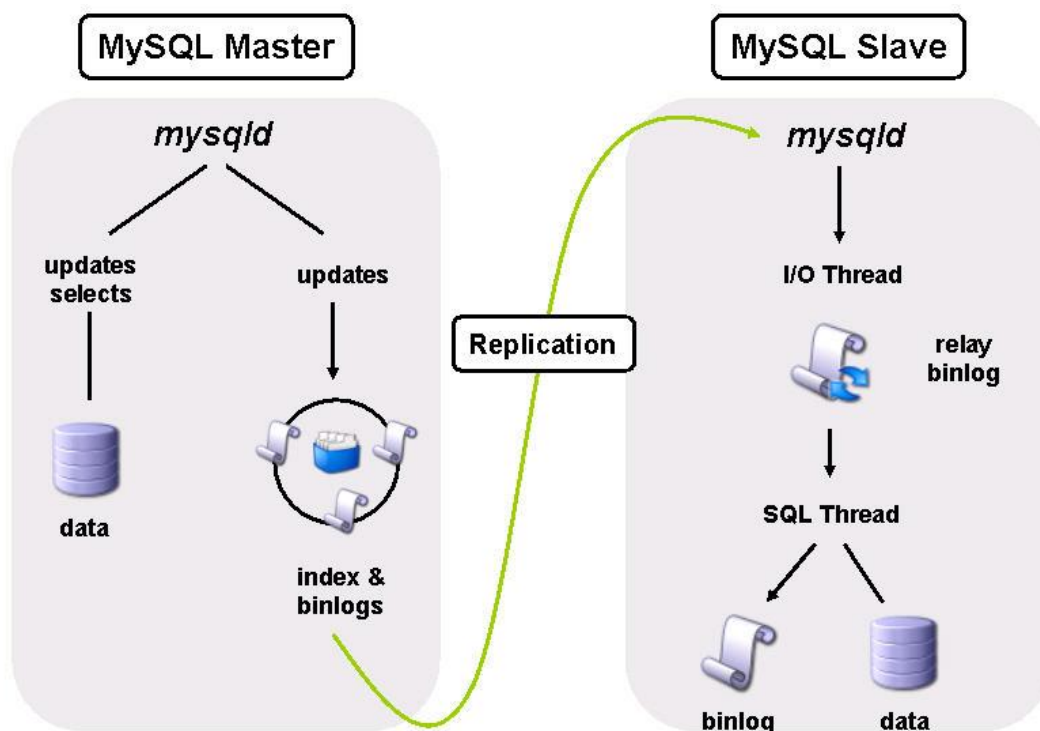 MySQL Master
mysqld
updates
selects
updates
data
index &
binlogs
Replication
MySQL Slave
mysqld
I/O Thread
relay
binlog
SQL Thread
binlog
data